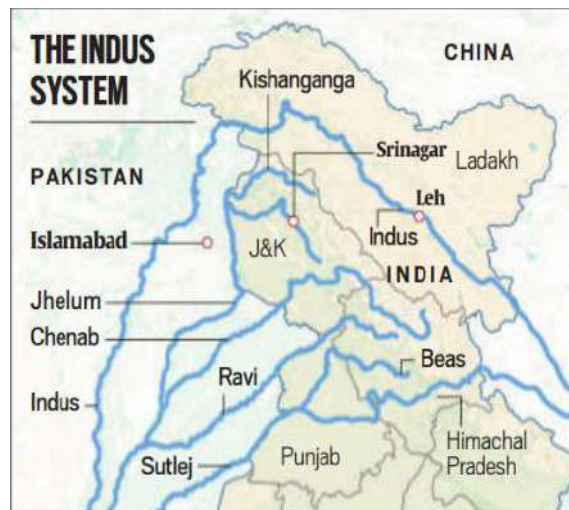 THE INDUS
SYSTEM
CHINA
Kishanganga
Srinagar
Ladakh
PAKISTAN
Leh
Islamabad
Indus
J&K
INDIA
Jhelum
Chenab
Beas
Ravi
Indus
Himachal
Pradesh
Punjab
Sutlej